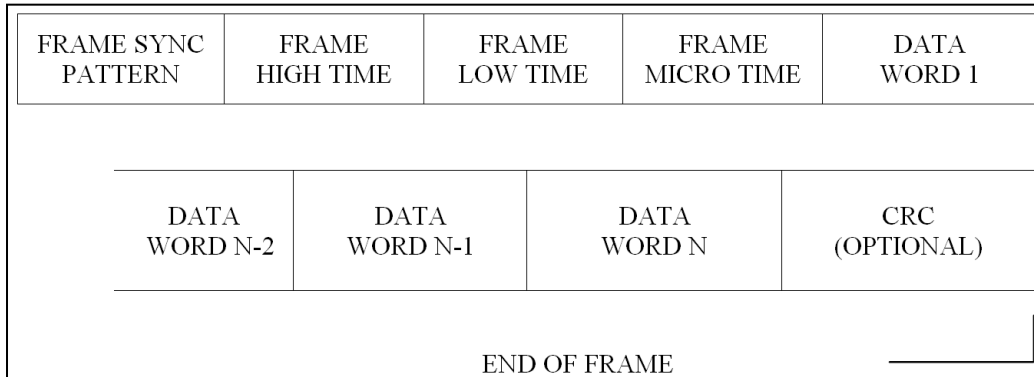 FRAME SYNC
PATTERN
FRAME
HIGH TIME
FRAME
LOW TIME
FRAME
MICRO TIME
DATA
WORD 1
DATA
WORD N-2
DATA
WORD N-1
DATA
WORD N
CRC
(OPTIONAL)
END OF FRAME